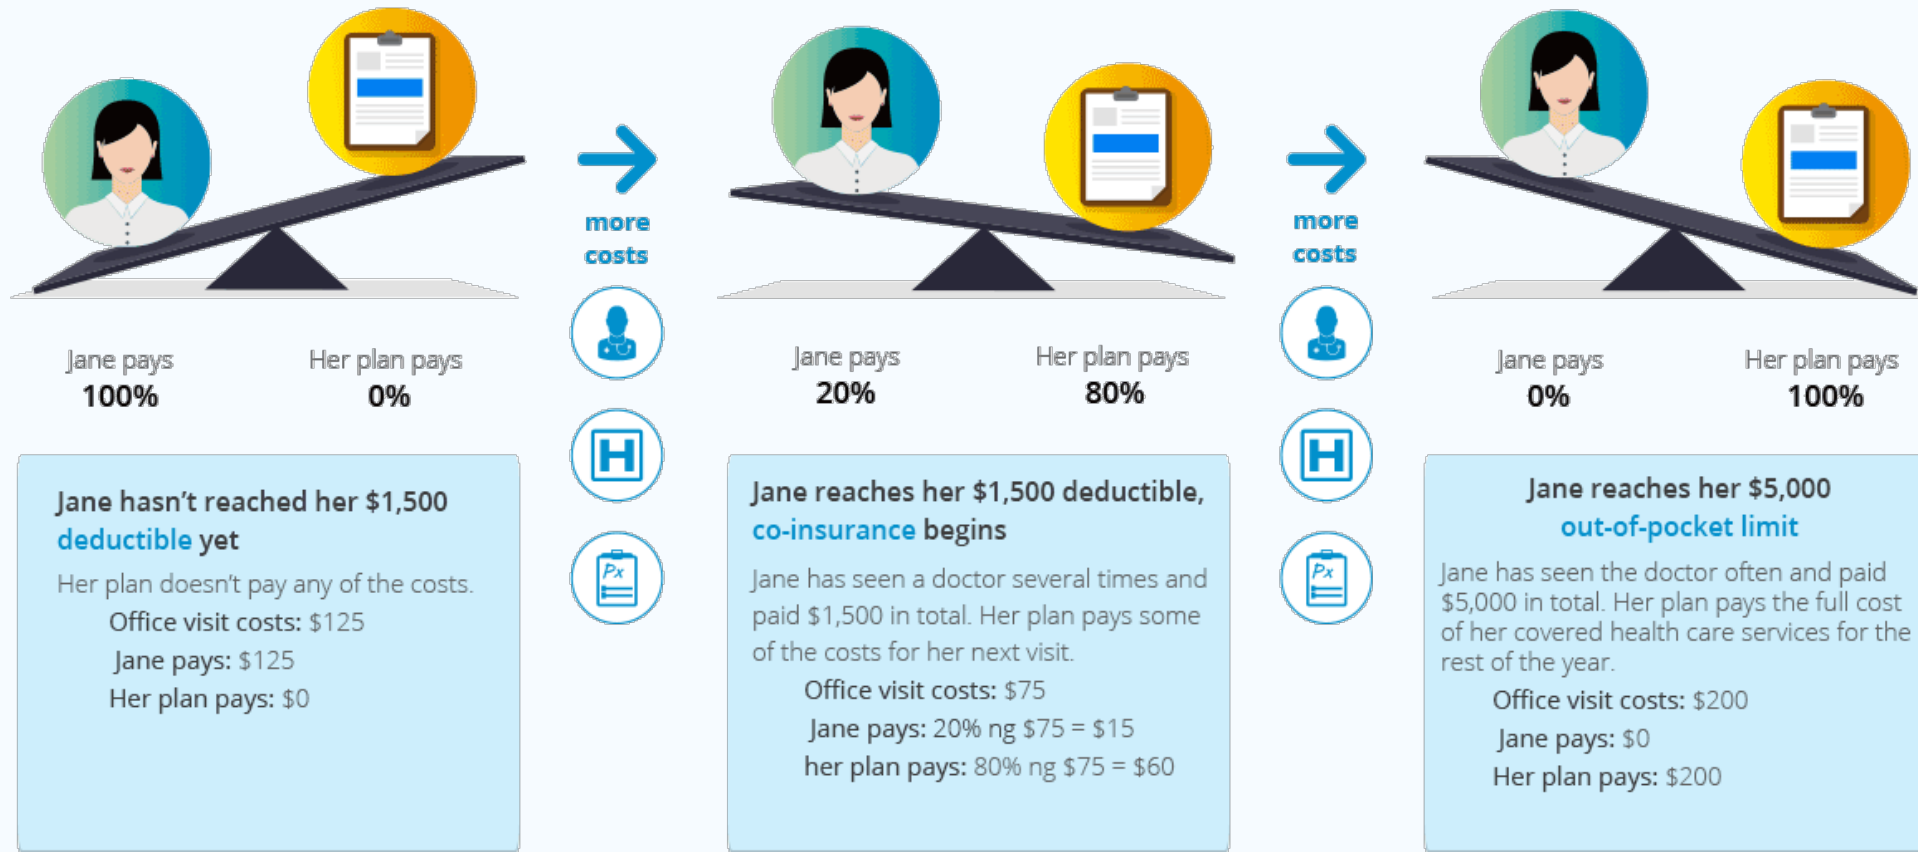 more
costs
more
costs
Jane pays
100%
Her plan pays
0%
Jane pays
20%
Her plan pays
80%
Jane pays
0%
Her plan pays
100%
H
H
Px
Px
Jane hasn't reached her $1,500
deductible yet
Her plan doesn't pay any of the costs.
Office visit costs: $125
Jane pays: $125
Her plan pays: $0
Jane reaches her $1,500 deductible,
co-insurance begins
Jane has seen a doctor several times and
paid $1,500 in total. Her plan pays some
of the costs for her next visit.
Office visit costs: $75
Jane pays: 20% ng $75 = $15
her plan pays: 80% ng $75 = $60
Jane reaches her $5,000
out-of-pocket limit
Jane has seen the doctor often and paid
$5,000 in total. Her plan pays the full cost
of her covered health care services for the
rest of the year.
Office visit costs: $200
Jane pays: $0
Her plan pays: $200